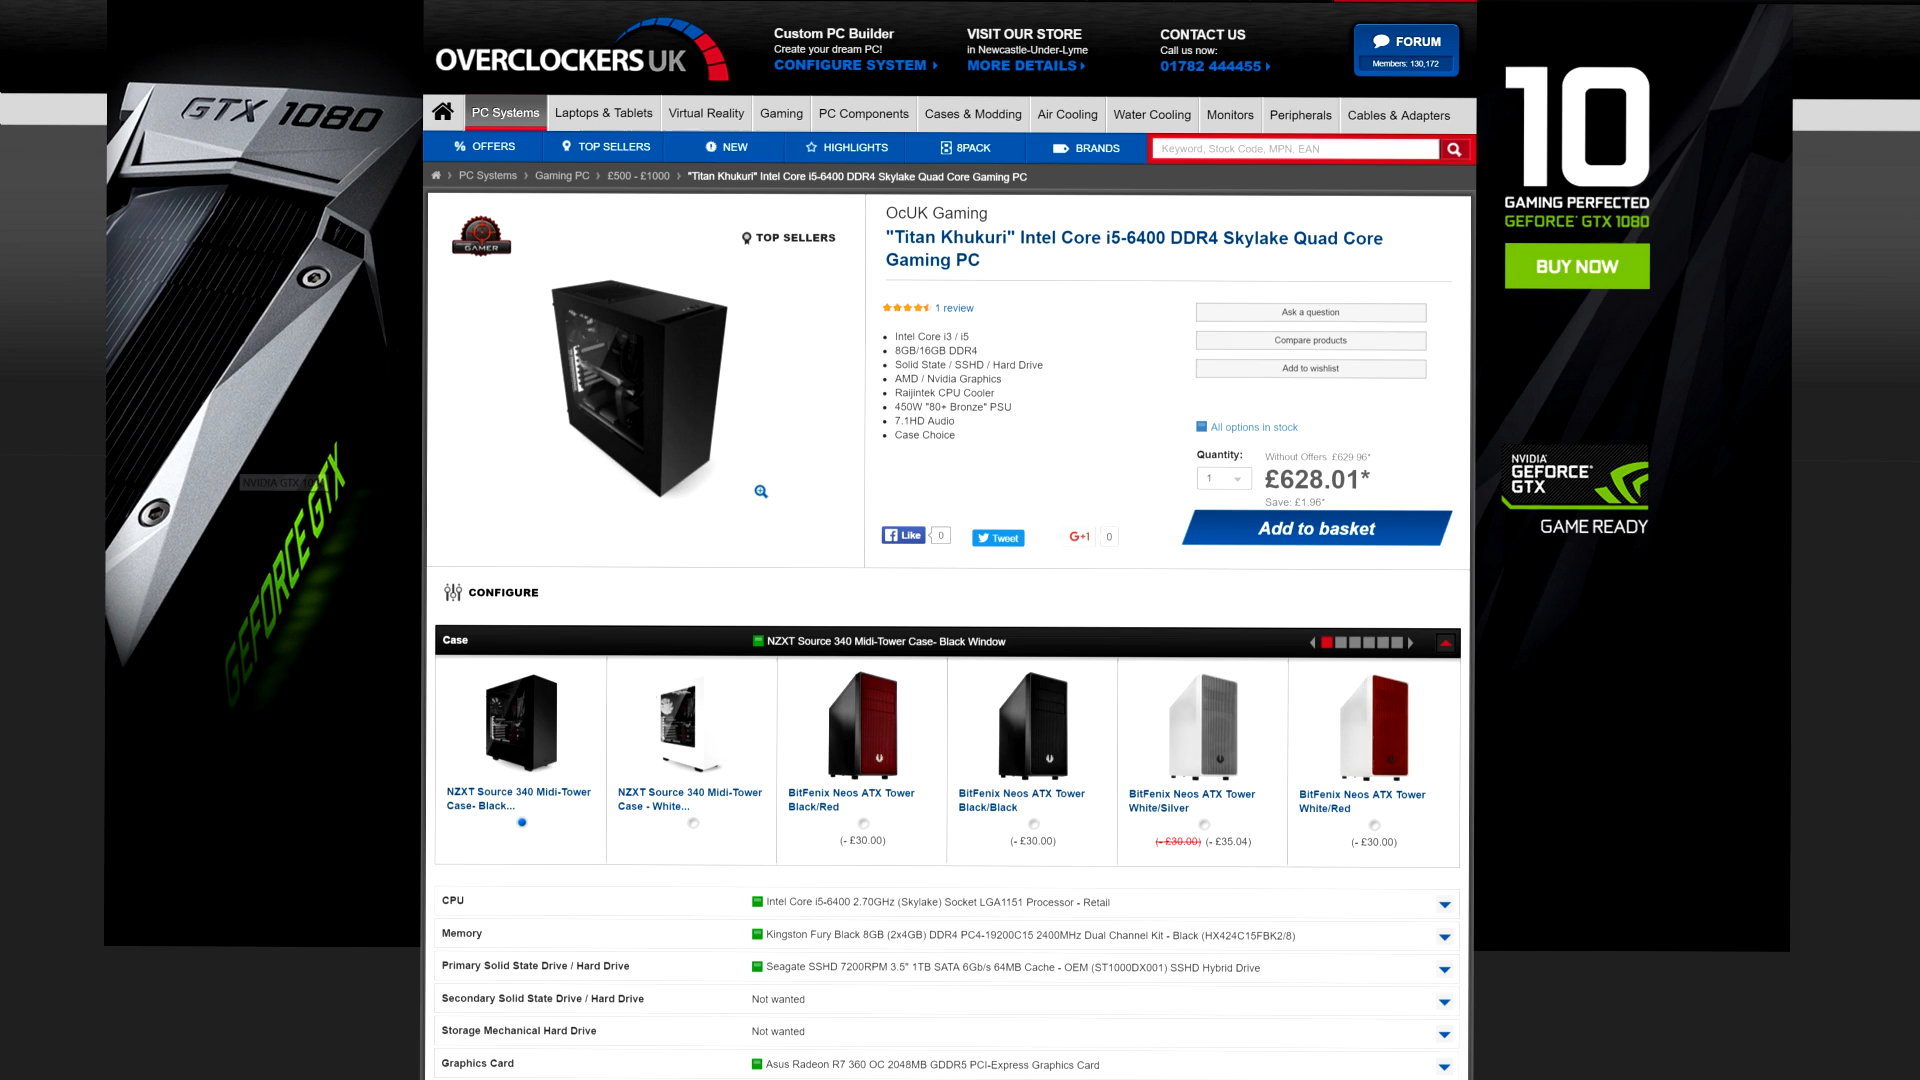 GTX 1080
NVIDIA GTX 10
GEFORCE GTX
OVERCLOCKERS UK
Custom PC Builder
Create your dream PC!
CONFIGURE SYSTEM
VISIT OUR STORE
in Newcastle-Under-Lyme
MORE DETAILS
CONTACT US
Call us now:
01782 444455
FORUM
Members: 130,172
PC Systems
Laptops & Tablets
Virtual Reality
Gaming
PC Components
Cases & Modding
Air Cooling
Water Cooling
Monitors
Peripherals
Cables & Adapters
% OFFERS
TOP SELLERS
NEW
HIGHLIGHTS
8PACK
BRANDS
Keyword, Stock Code, MPN, EAN
PC Systems > Gaming PC > £500 - £1000 > "Titan Khukuri" Intel Core i5-6400 DDR4 Skylake Quad Core Gaming PC
GAMER
TOP SELLERS
OcUK Gaming
"Titan Khukuri" Intel Core i5-6400 DDR4 Skylake Quad Core
Gaming PC
1 review
Intel Core i3 / i5
8GB/16GB DDR4
Solid State / SSHD / Hard Drive
AMD / Nvidia Graphics
Raijintek CPU Cooler
450W "80+ Bronze" PSU
7.1HD Audio
Case Choice
Ask a question
Compare products
Add to wishlist
All options in stock
Quantity:
1
Without Offers £629.96*
£628.01*
Save: £1.96*
Add to basket
Like 0
Tweet
G+1 0
CONFIGURE
Case
NZXT Source 340 Midi-Tower Case- Black Window
NZXT Source 340 Midi-Tower
Case- Black...
NZXT Source 340 Midi-Tower
Case - White...
BitFenix Neos ATX Tower
Black/Red
(- £30.00)
BitFenix Neos ATX Tower
Black/Black
(- £30.00)
BitFenix Neos ATX Tower
White/Silver
(- £30.00) (- £35.04)
BitFenix Neos ATX Tower
White/Red
(- £30.00)
CPU
Intel Core i5-6400 2.70GHz (Skylake) Socket LGA1151 Processor - Retail
Memory
Kingston Fury Black 8GB (2x4GB) DDR4 PC4-19200C15 2400MHz Dual Channel Kit - Black (HX424C15FBK2/8)
Primary Solid State Drive / Hard Drive
Seagate SSHD 7200RPM 3.5" 1TB SATA 6Gb/s 64MB Cache - OEM (ST1000DX001) SSHD Hybrid Drive
Secondary Solid State Drive / Hard Drive
Not wanted
Storage Mechanical Hard Drive
Not wanted
Graphics Card
Asus Radeon R7 360 OC 2048MB GDDR5 PCI-Express Graphics Card
10
GAMING PERFECTED
GEFORCE® GTX 1080
BUY NOW
NVIDIA®
GEFORCE®
GTX
GAME READY